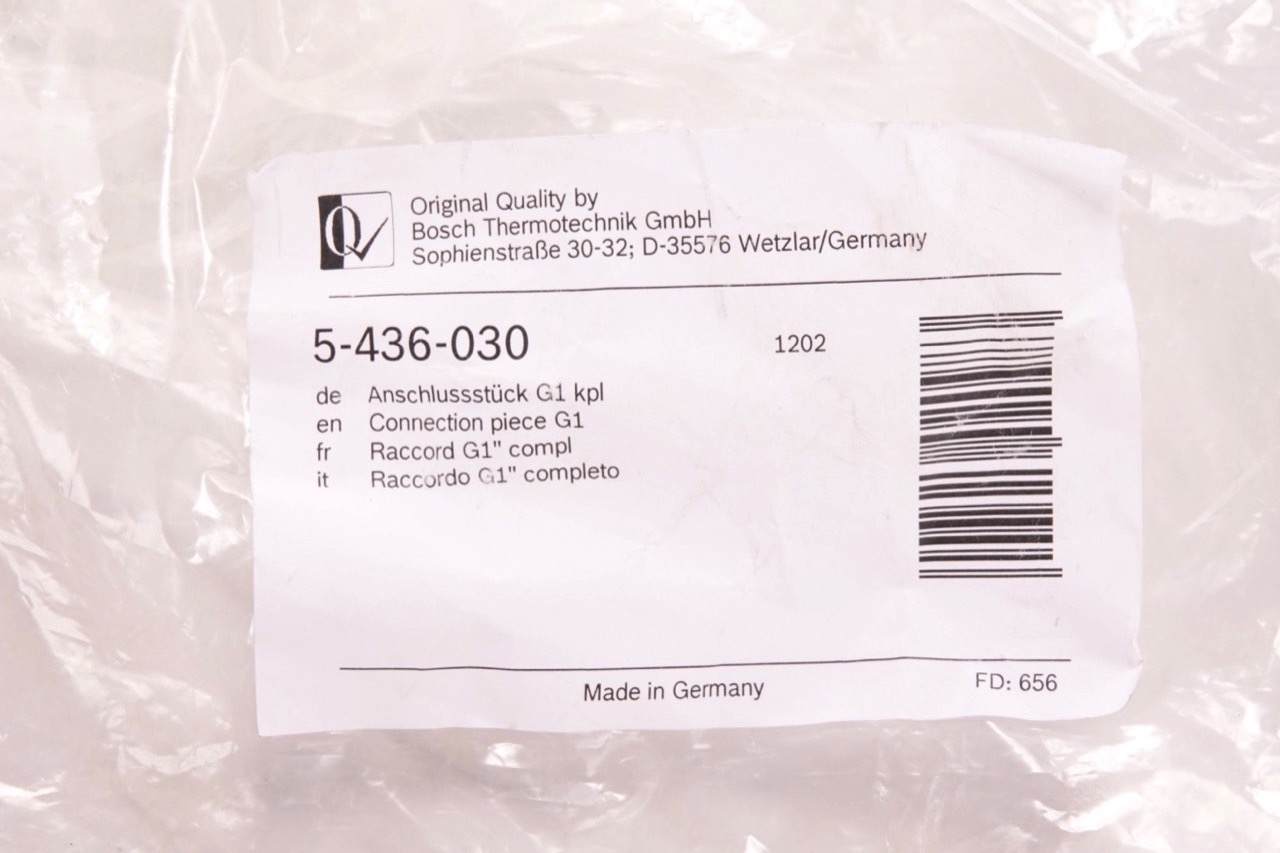 Q
Original Quality by
Bosch Thermotechnik GmbH
Sophienstraße 30-32; D-35576 Wetzlar/Germany
5-436-030
1202
de Anschlussstück G1 kpl
en Connection piece G1
fr Raccord G1" compl
it Raccordo G1" completo
Made in Germany
FD: 656